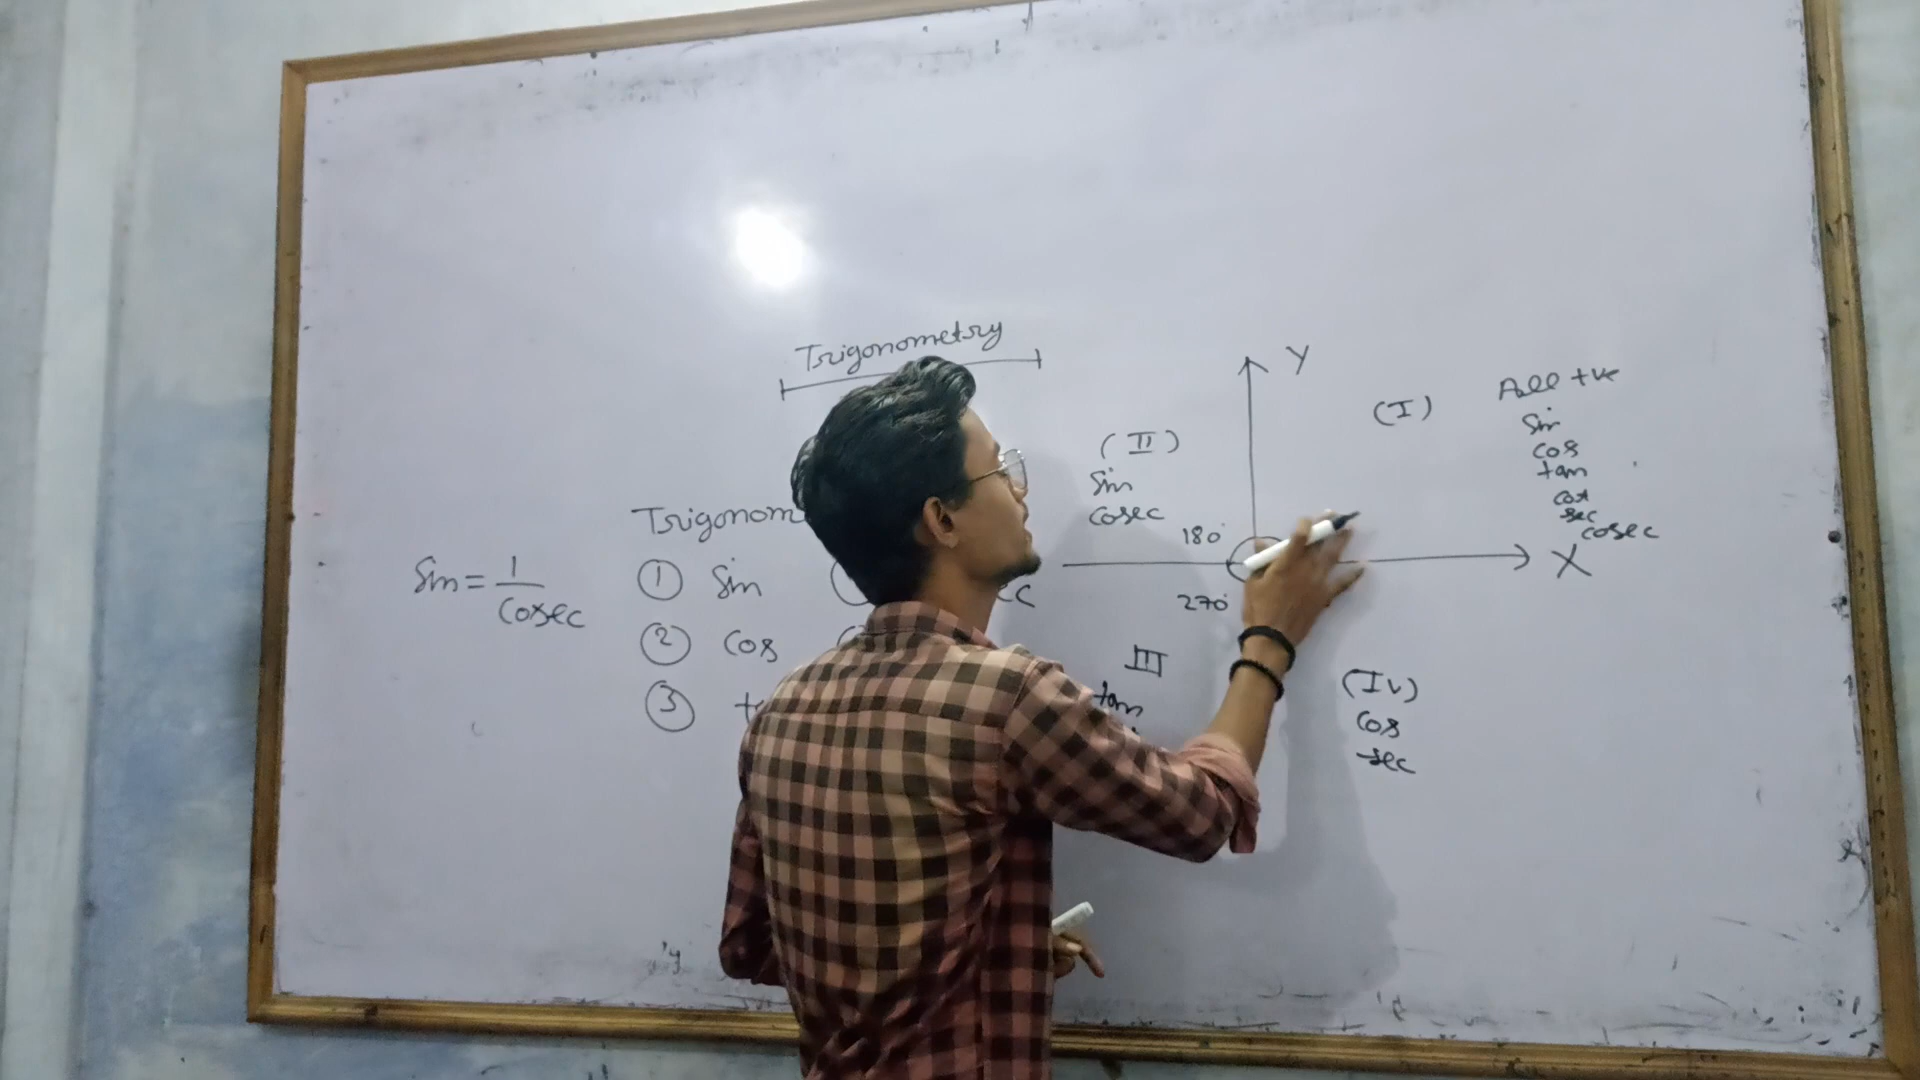 Trigonometry
Sin = 1/Cosec
① Sin
② Cos
③
Y
X
(I)
All +ve
Sin
cos
tan
cot
sec
cosec
(II)
Sin
Cosec
180°
270°
III
tan
(Iv)
Cos
sec